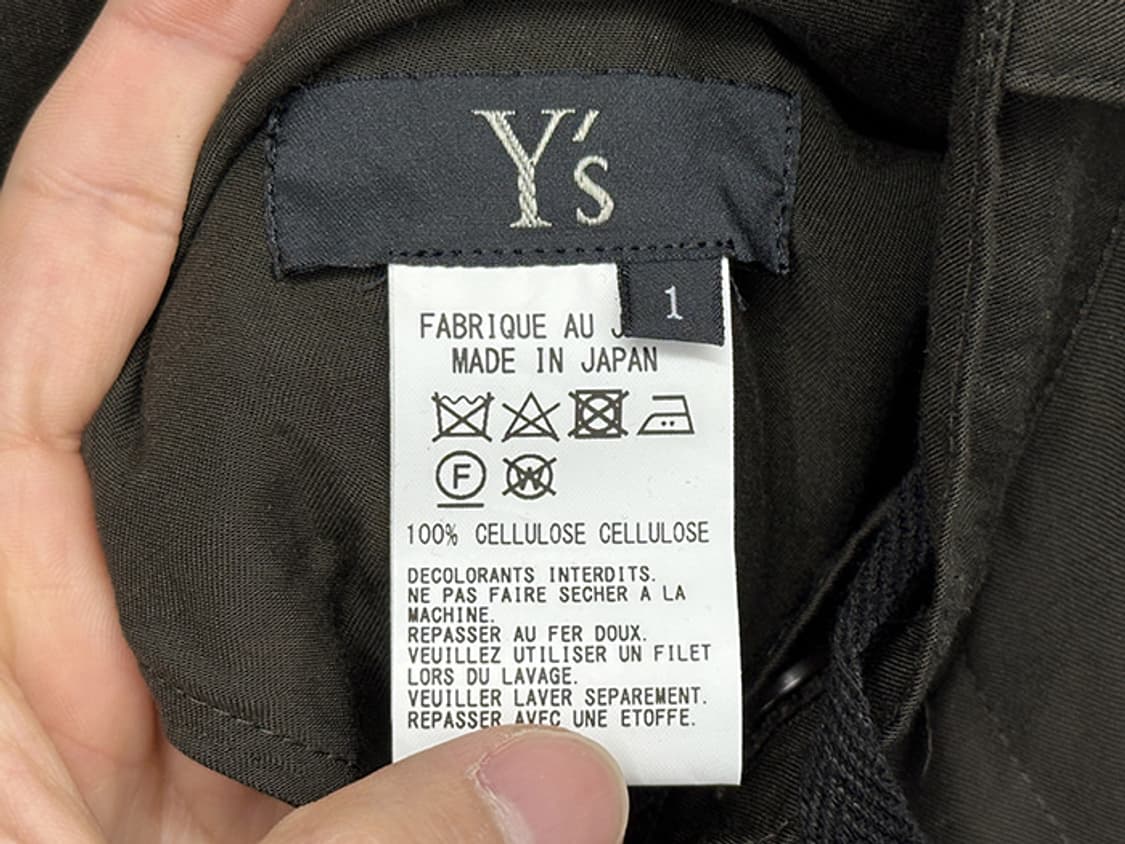 Y's
1
FABRIQUE AU
MADE IN JAPAN
F
W
100% CELLULOSE CELLULOSE
DECOLORANTS INTERDITS.
NE PAS FAIRE SECHER A LA
MACHINE.
REPASSER AU FER DOUX.
VEUILLEZ UTILISER UN FILET
LORS DU LAVAGE.
VEUILLER LAVER SEPAREMENT.
REPASSER AVEC UNE ETOFFE.